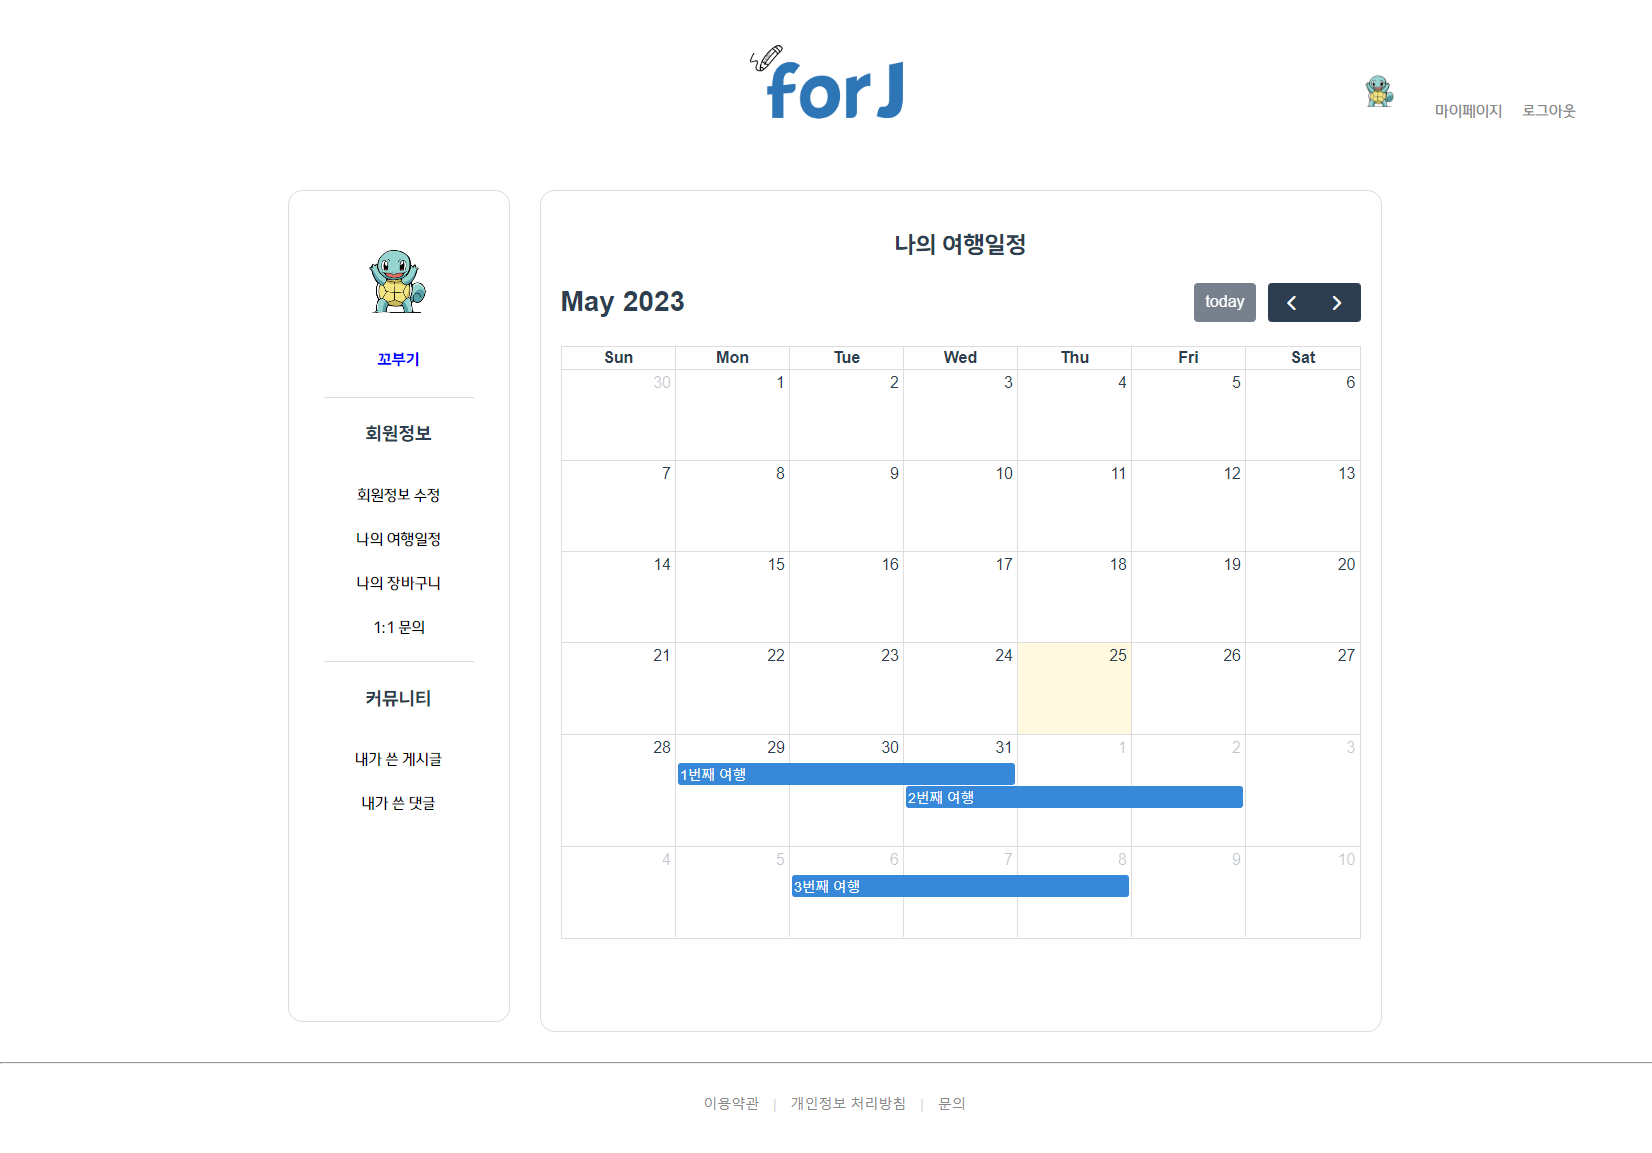 forJ
마이페이지 로그아웃
꼬부기
회원정보
회원정보 수정
나의 여행일정
나의 장바구니
1:1 문의
커뮤니티
내가 쓴 게시글
내가 쓴 댓글
나의 여행일정
May 2023
today
Sun Mon Tue Wed Thu Fri Sat
30 1 2 3 4 5 6
7 8 9 10 11 12 13
14 15 16 17 18 19 20
21 22 23 24 25 26 27
28 29 30 31 1 2 3
1번째 여행
2번째 여행
4 5 6 7 8 9 10
3번째 여행
이용약관 | 개인정보 처리방침 | 문의